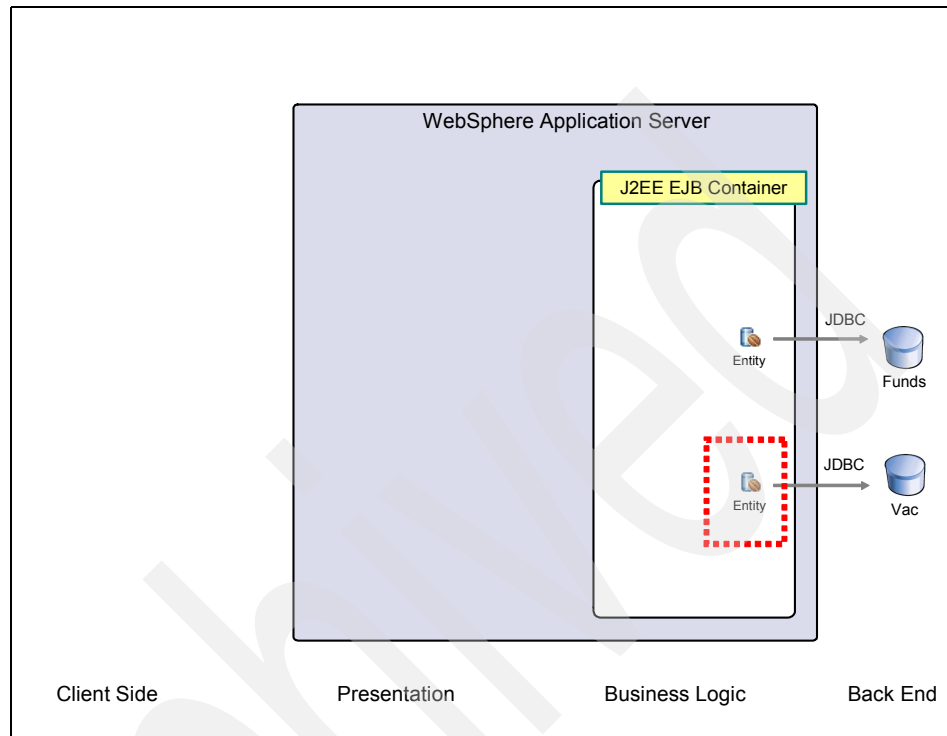 WebSphere Application Server
J2EE EJB Container
JDBC
Entity
Funds
JDBC
Entity
Vac
Client Side
Presentation
Business Logic
Back End